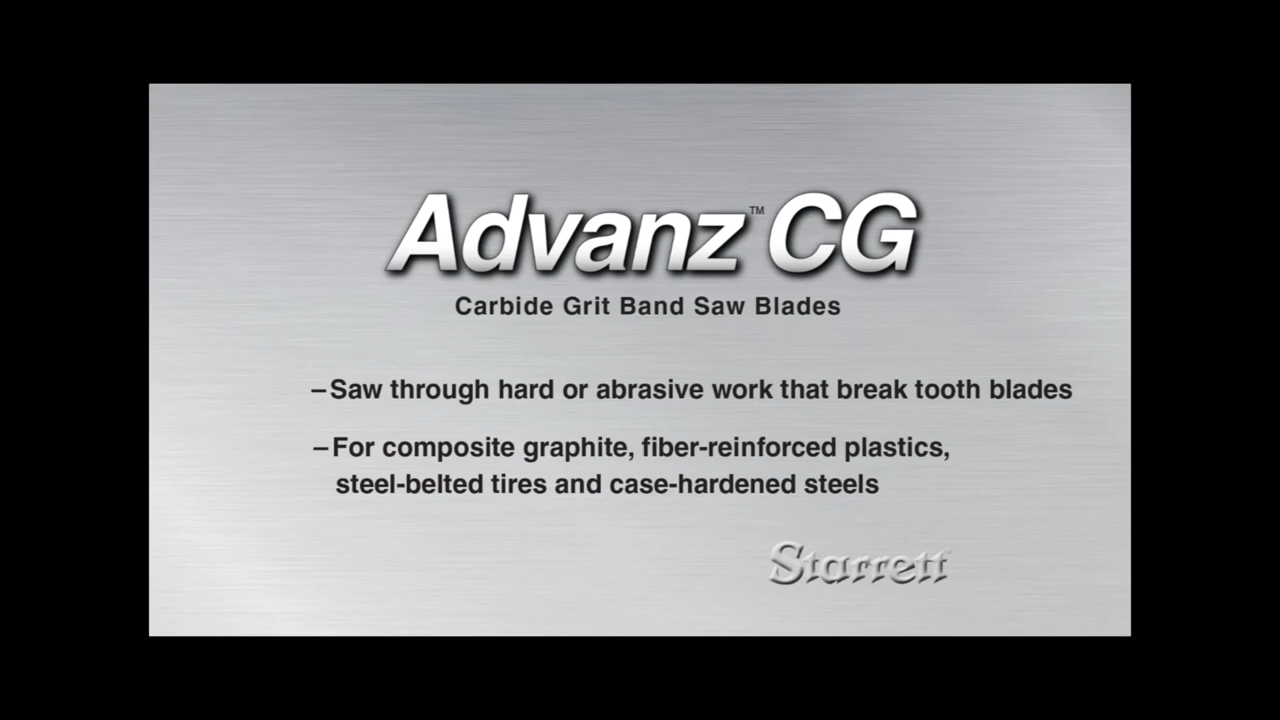 Advanz™ CG
Carbide Grit Band Saw Blades
–Saw through hard or abrasive work that break tooth blades
–For composite graphite, fiber-reinforced plastics,
steel-belted tires and case-hardened steels
Starrett